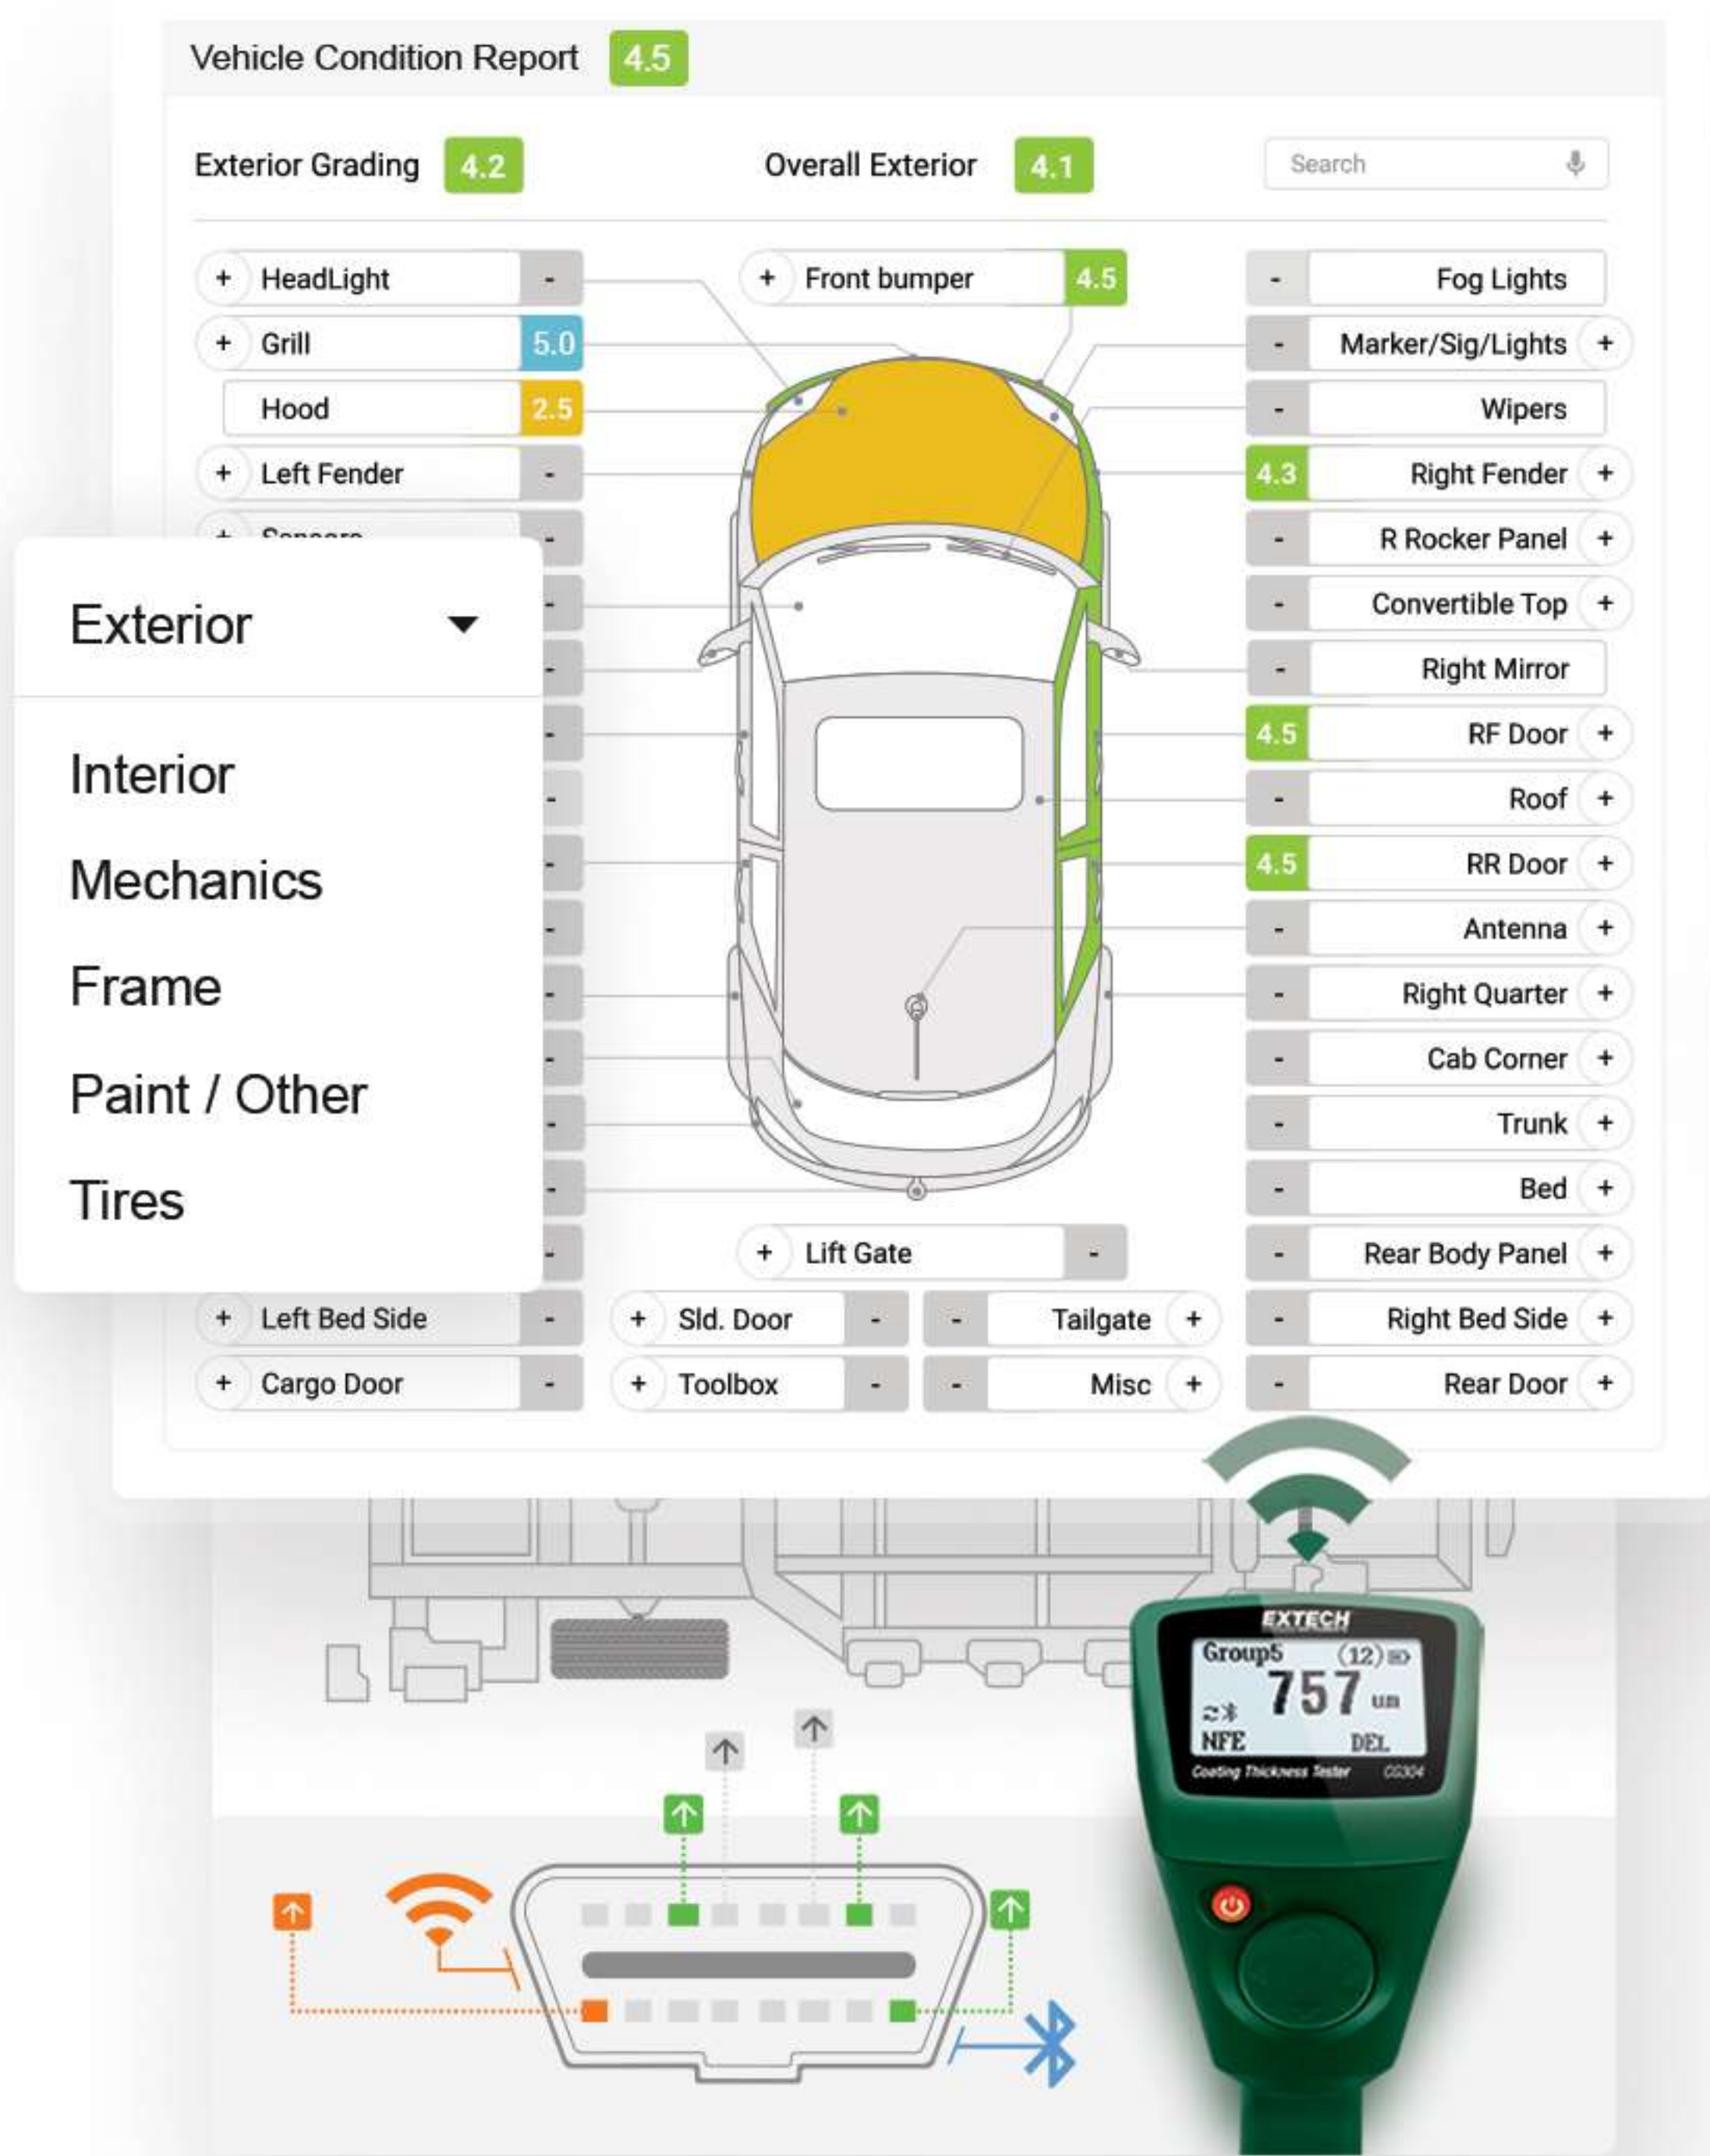 Vehicle Condition Report 4.5
Exterior Grading 4.2
Overall Exterior 4.1
Search
+ HeadLight -
+ Grill 5.0
Hood 2.5
+ Left Fender -
+ Sensors -
Exterior
Interior
Mechanics
Frame
Paint / Other
Tires
+ Left Bed Side -
+ Cargo Door -
+ Front bumper 4.5
+ Lift Gate -
+ Sld. Door -
- Tailgate +
+ Toolbox -
- Misc +
- Fog Lights
- Marker/Sig/Lights +
- Wipers
4.3 Right Fender +
- R Rocker Panel +
- Convertible Top +
- Right Mirror
4.5 RF Door +
- Roof +
4.5 RR Door +
- Antenna +
- Right Quarter +
- Cab Corner +
- Trunk +
- Bed +
- Rear Body Panel +
- Right Bed Side +
- Rear Door +
EXTECH
Group5 (12)
757 um
NFE DEL
Coating Thickness Tester CG304